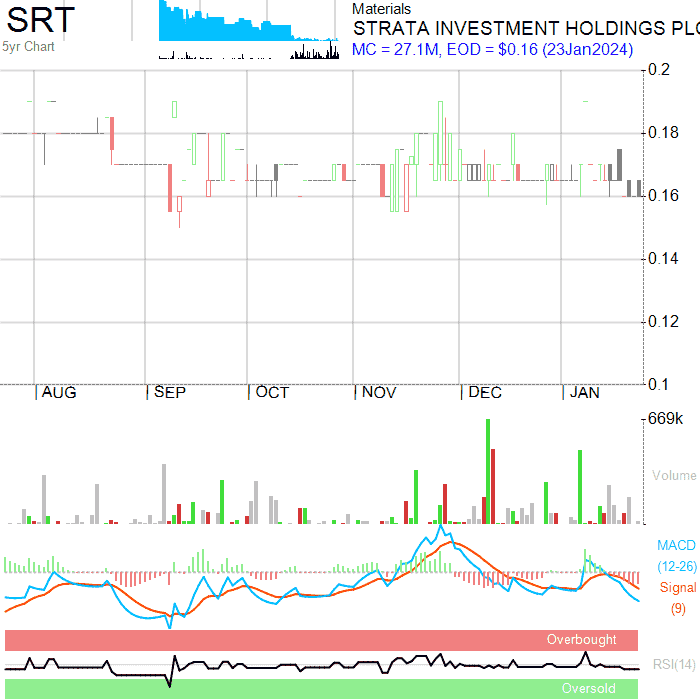 SRT
5yr Chart
Materials
STRATA INVESTMENT HOLDINGS PLC
MC = 27.1M, EOD = $0.16 (23Jan2024)
0.2
0.18
0.16
0.14
0.12
0.1
AUG SEP OCT NOV DEC JAN
669k
Volume
MACD
(12-26)
Signal
(9)
Overbought
RSI(14)
Oversold